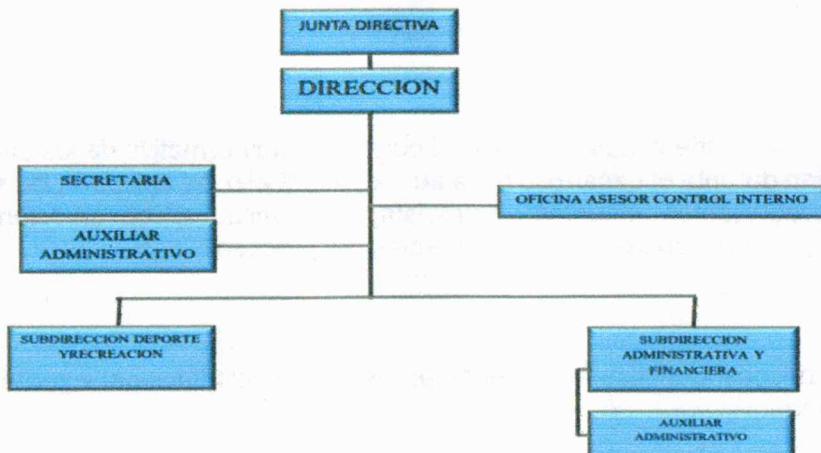 JUNTA DIRECTIVA
DIRECCION
SECRETARIA
OFICINA ASESOR CONTROL INTERNO
AUXILIAR
ADMINISTRATIVO
SUBDIRECCION DEPORTE
YRECREACION
SUBDIRECCION
ADMINISTRATIVA Y
FINANCIERA.
AUXILIAR
ADMINISTRATIVO